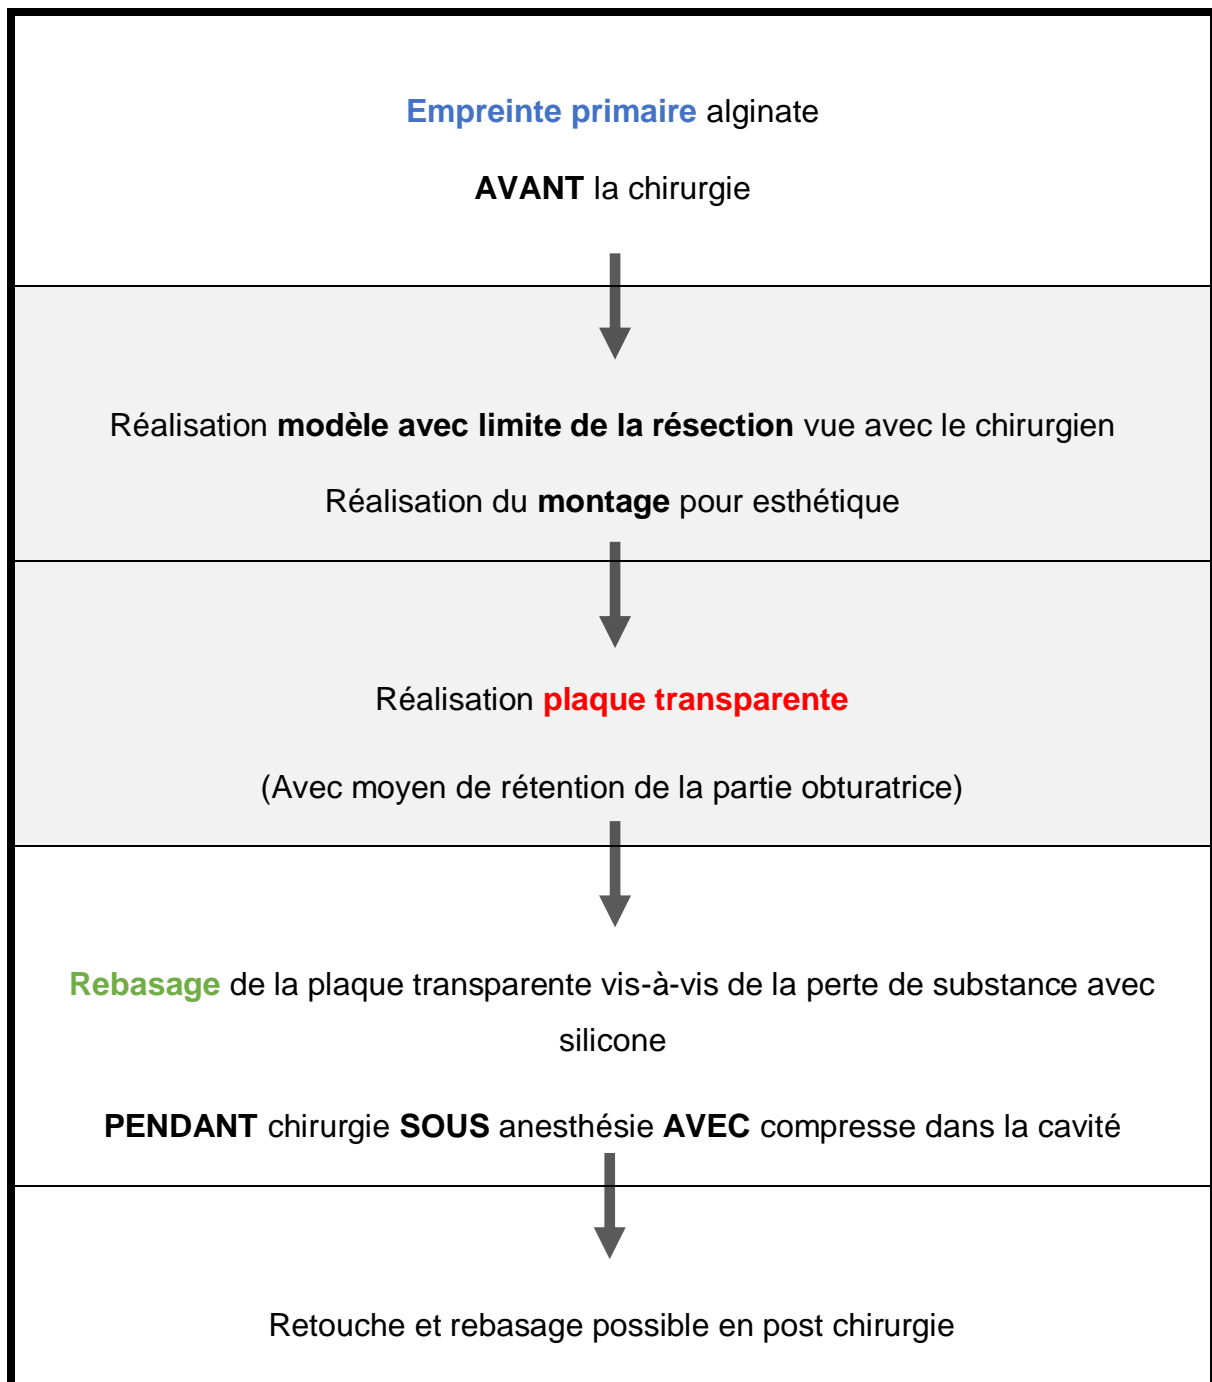 Empreinte primaire alginate
AVANT la chirurgie
Réalisation modèle avec limite de la résection vue avec le chirurgien
Réalisation du montage pour esthétique
Réalisation plaque transparente
(Avec moyen de rétention de la partie obturatrice)
Rebasage de la plaque transparente vis-à-vis de la perte de substance avec
silicone
PENDANT chirurgie SOUS anesthésie AVEC compresse dans la cavité
Retouche et rebasage possible en post chirurgie